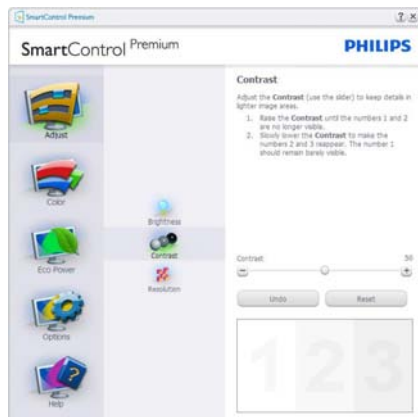 SmartControl Premium
SmartControl Premium
PHILIPS
Adjust
Color
Eco Power
Options
Help
Brightness
Contrast
Resolution
Contrast
Adjust the Contrast (use the slider) to keep details in
lighter image areas.
1. Raise the Contrast until the numbers 1 and 2
are no longer visible.
2. Slowly lower the Contrast to make the
numbers 2 and 3 reappear. The number 1
should remain barely visible.
Contrast 50
Undo Reset
1 2 3